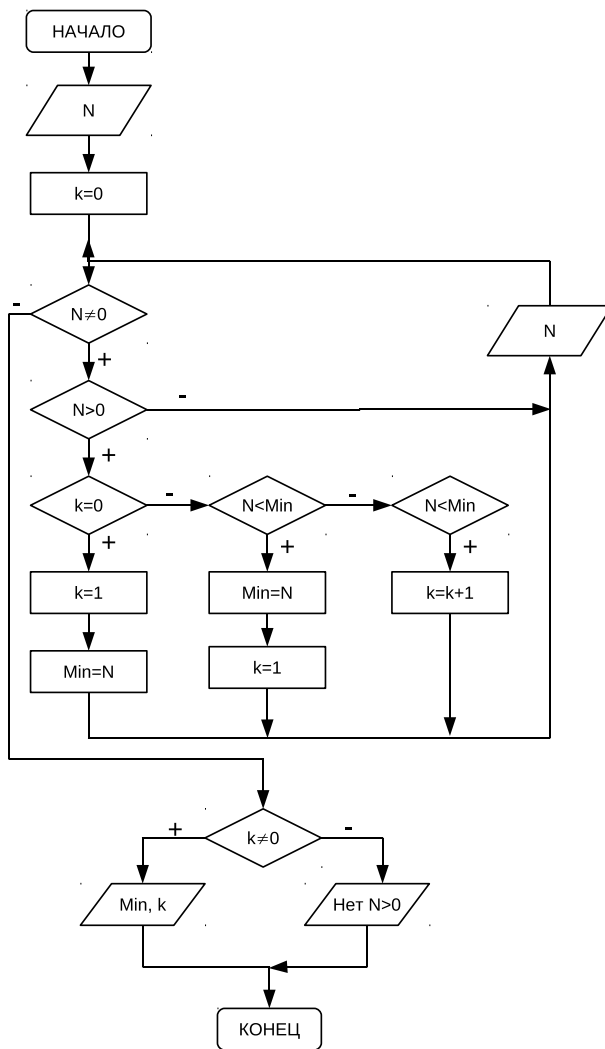 НАЧАЛО
N
k=0
-
N≠0
N
+
N>0
-
+
k=0
-
N<Min
-
N<Min
+
+
+
k=1
Min=N
k=k+1
Min=N
k=1
+
k≠0
-
Min, k
Нет N>0
КОНЕЦ